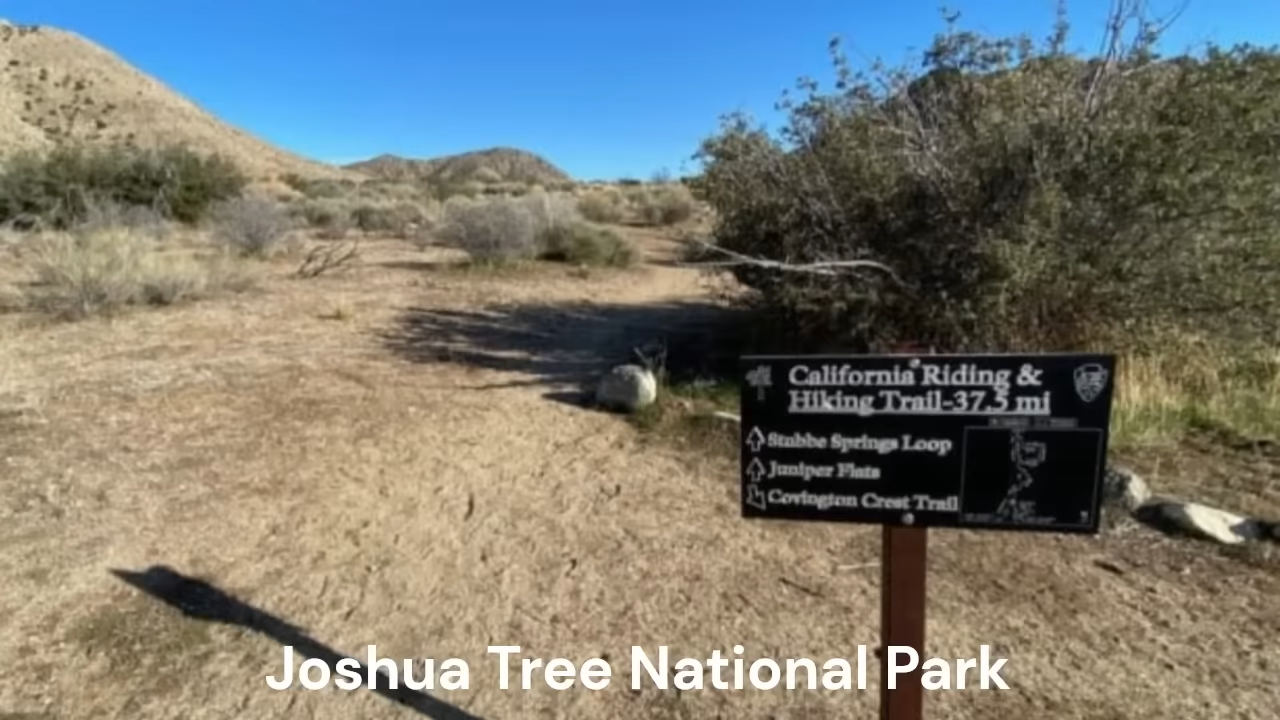 California Riding &
Hiking Trail-37.5 mi
Stubbe Springs Loop
Juniper Flats
Covington Crest Trail
Joshua Tree National Park